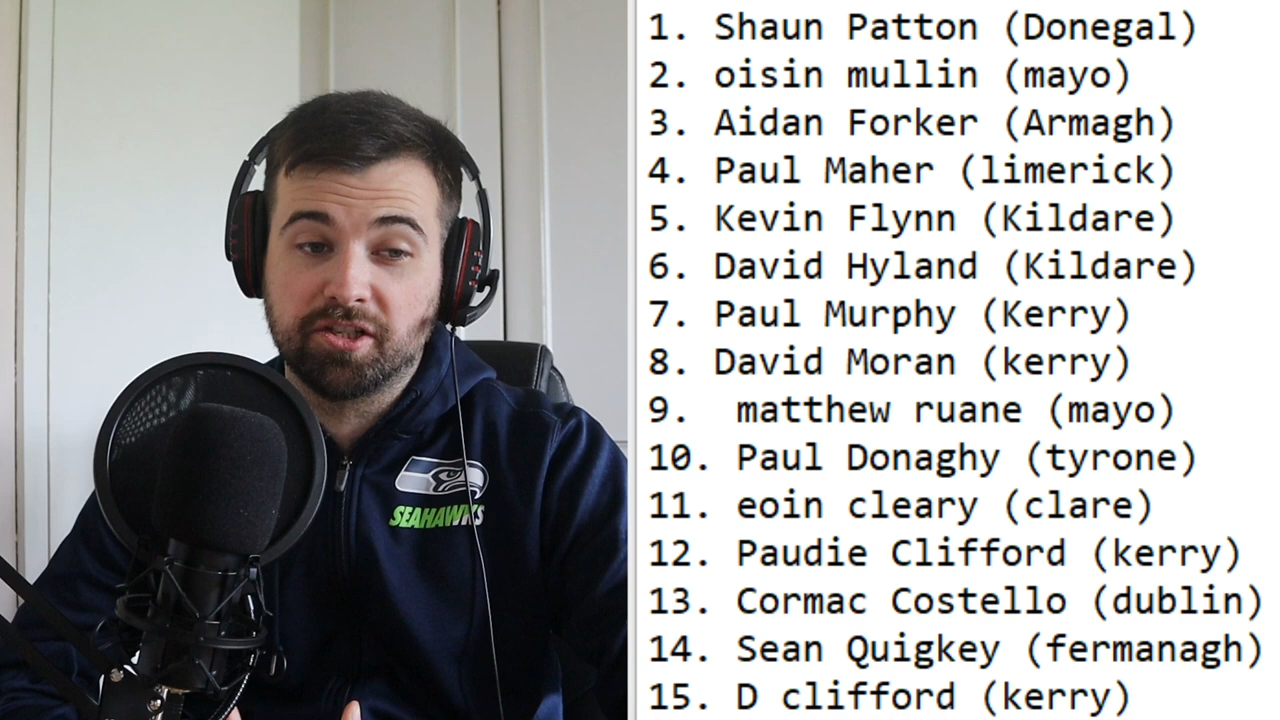 1. Shaun Patton (Donegal)
2. oisin mullin (mayo)
3. Aidan Forker (Armagh)
4. Paul Maher (limerick)
5. Kevin Flynn (Kildare)
6. David Hyland (Kildare)
7. Paul Murphy (Kerry)
8. David Moran (kerry)
9.  matthew ruane (mayo)
10. Paul Donaghy (tyrone)
11. eoin cleary (clare)
12. Paudie Clifford (kerry)
13. Cormac Costello (dublin)
14. Sean Quigkey (fermanagh)
15. D clifford (kerry)
SEAHAWKS